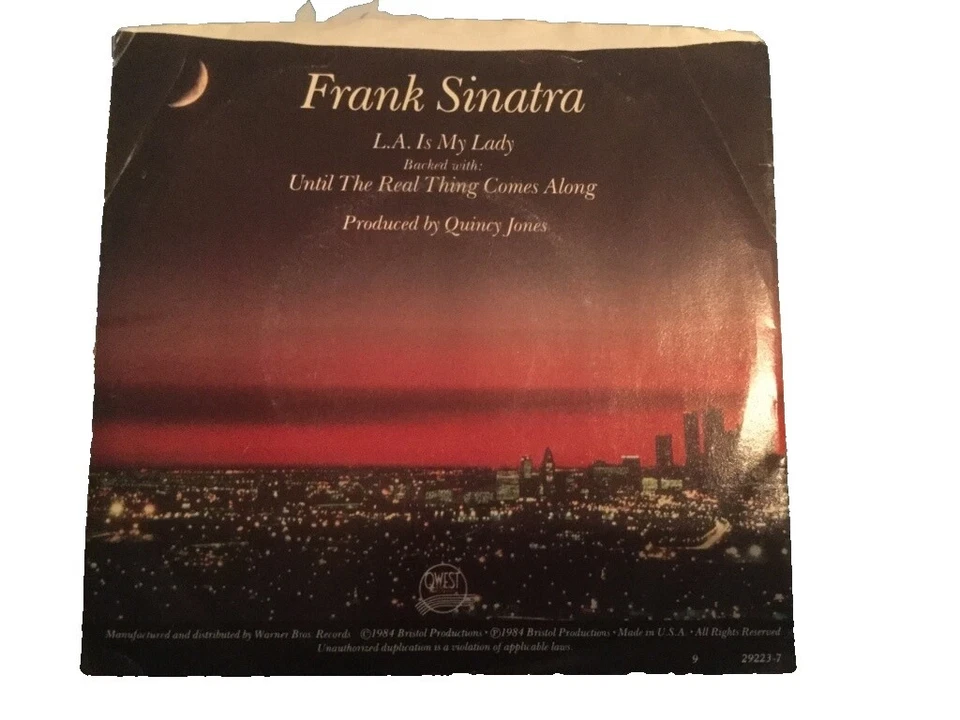 Frank Sinatra
L.A. Is My Lady
Backed with:
Until The Real Thing Comes Along
Produced by Quincy Jones
QWEST
Manufactured and distributed by Warner Bros. Records ©1984 Bristol Productions • ℗1984 Bristol Productions • Made in U.S.A. • All Rights Reserved
Unauthorized duplication is a violation of applicable laws.
9 29223-7